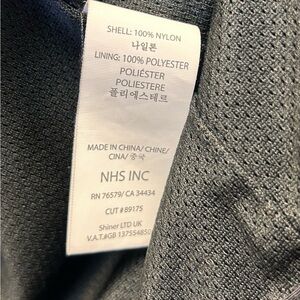 SHELL: 100% NYLON
나일론
LINING: 100% POLYESTER
POLIÉSTER
POLIESTERE
폴리에스테르
MADE IN CHINA/ CHINE/
CINA/ 중국
NHS INC
RN 76579/ CA 34434
CUT #89175
Shiner LTD UK
V.A.T.#GB 137554850